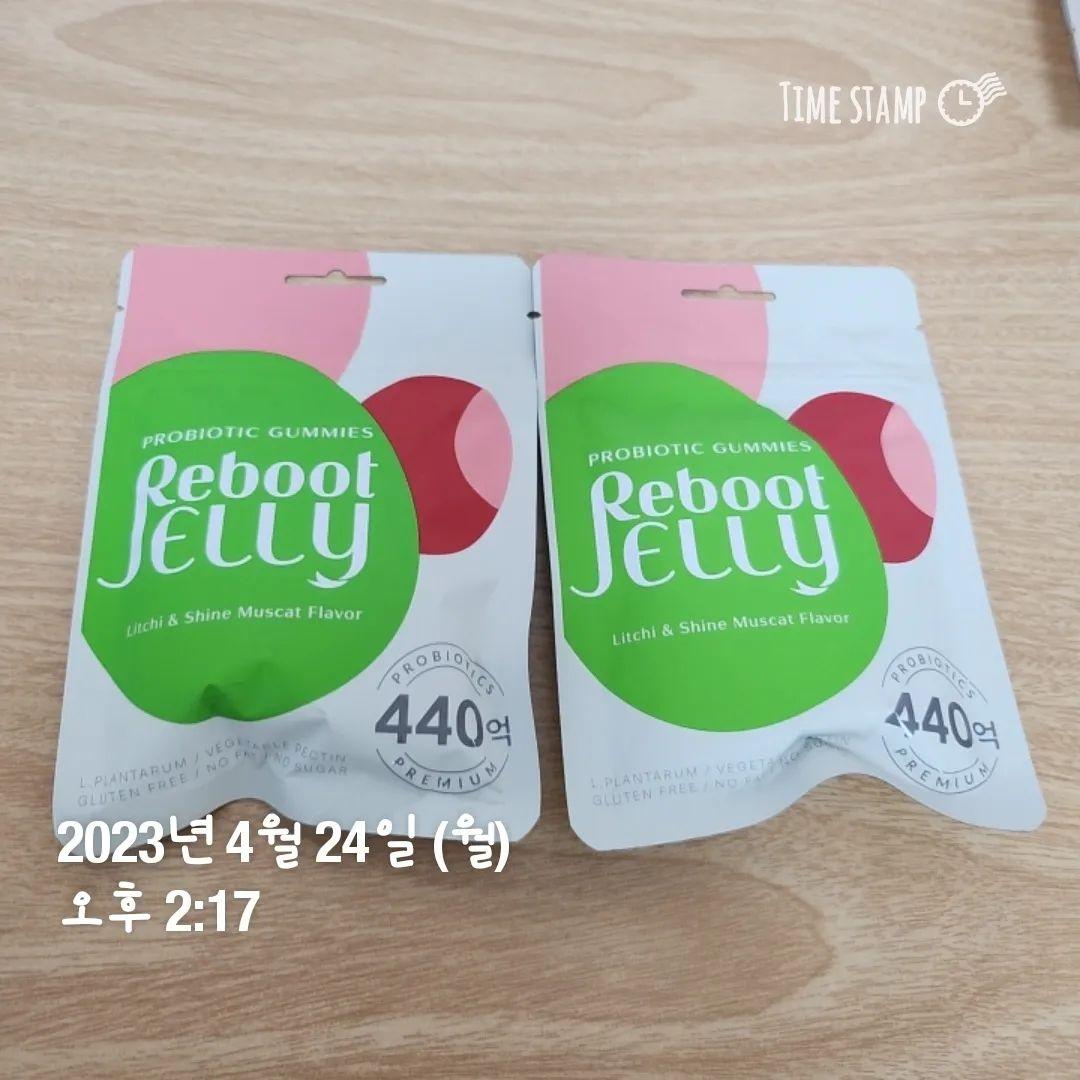 TIME STAMP
PROBIOTIC GUMMIES
Reboot
JELLY
Litchi & Shine Muscat Flavor
PROBIOTICS
440억
PREMIUM
L.PLANTARUM / VEGETABLE PECTIN
GLUTEN FREE / NO FAT / NO SUGAR
PROBIOTIC GUMMIES
Reboot
JELLY
Litchi & Shine Muscat Flavor
PROBIOTICS
440억
PREMIUM
L.PLANTARUM / VEGETA
GLUTEN FREE / NO
2023년 4월 24일 (월)
오후 2:17